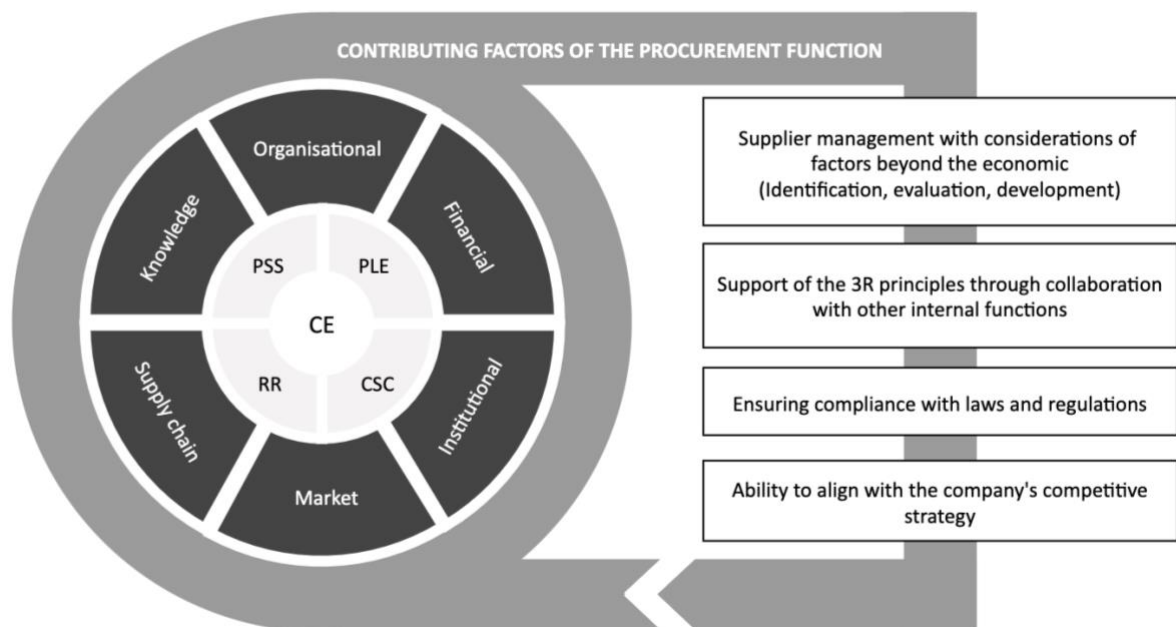 CONTRIBUTING FACTORS OF THE PROCUREMENT FUNCTION
Organisational
Financial
Institutional
Market
Supply chain
Knowledge
PSS
PLE
CE
RR
CSC
Supplier management with considerations of
factors beyond the economic
(Identification, evaluation, development)
Support of the 3R principles through collaboration
with other internal functions
Ensuring compliance with laws and regulations
Ability to align with the company's competitive
strategy